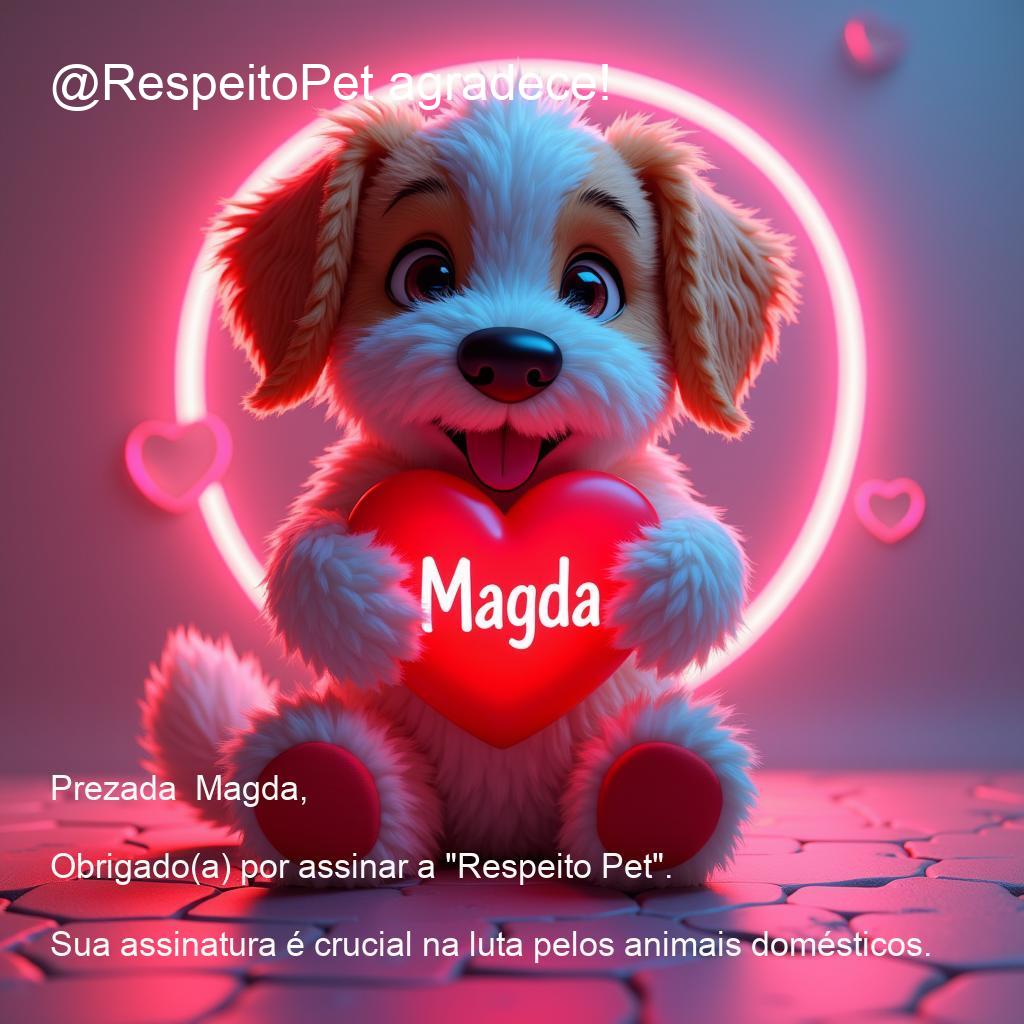 @RespeitoPet agradece!
Magda
Prezada  Magda,
Obrigado(a) por assinar a "Respeito Pet".
Sua assinatura é crucial na luta pelos animais domésticos.